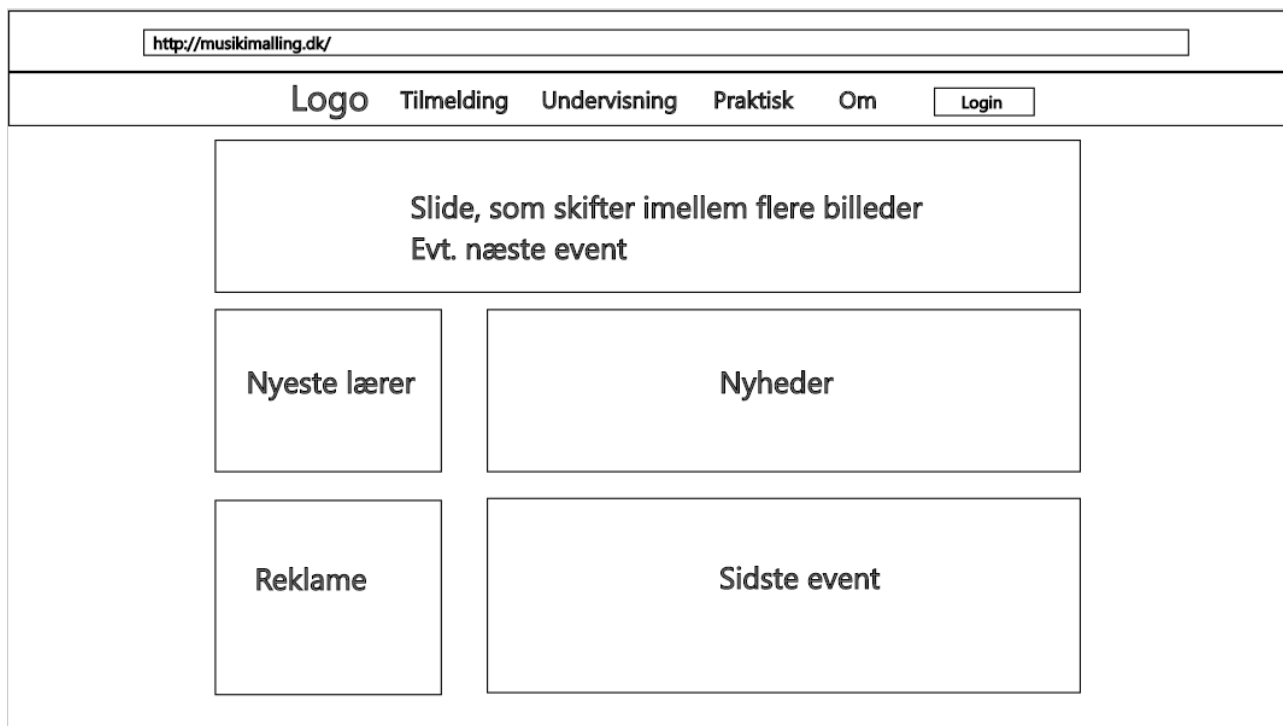 http://musikimalling.dk/
Logo Tilmelding Undervisning Praktisk Om Login
Slide, som skifter imellem flere billeder
Evt. næste event
Nyeste lærer
Nyheder
Reklame
Sidste event